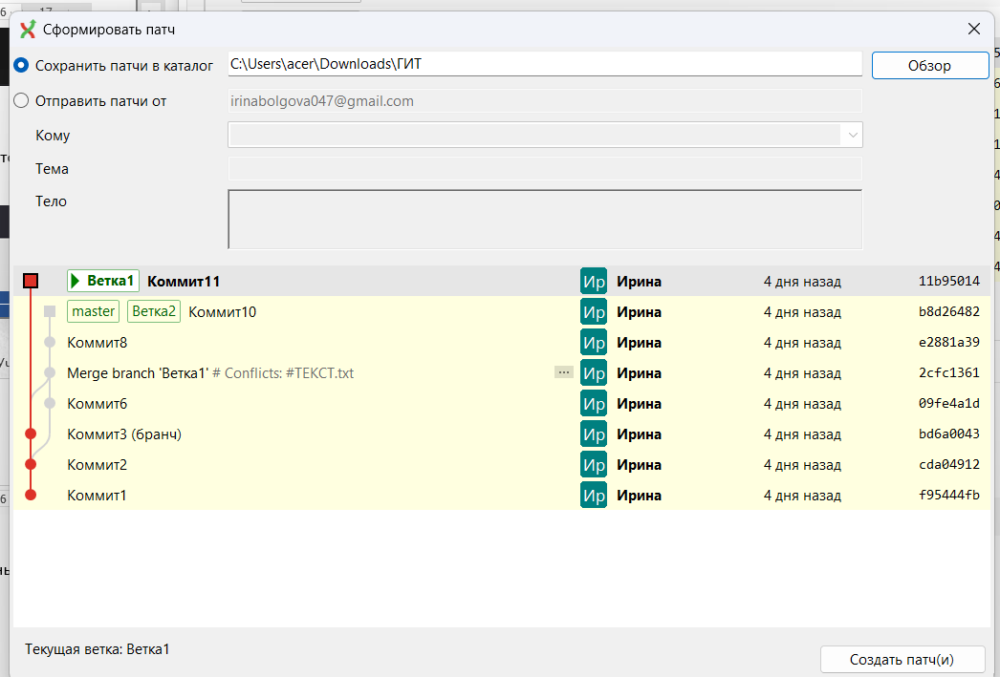 Сформировать патч
Сохранить патчи в каталог C:\Users\acer\Downloads\ГИТ Обзор
Отправить патчи от irinabolgova047@gmail.com
Кому
Тема
Тело
Ветка1 Коммит11 Ир Ирина 4 дня назад 11b95014
master Ветка2 Коммит10 Ир Ирина 4 дня назад b8d26482
Коммит8 Ир Ирина 4 дня назад e2881a39
Merge branch 'Ветка1' # Conflicts: #ТЕКСТ.txt ... Ир Ирина 4 дня назад 2cfc1361
Коммит6 Ир Ирина 4 дня назад 09fe4a1d
Коммит3 (бранч) Ир Ирина 4 дня назад bd6a0043
Коммит2 Ир Ирина 4 дня назад cda04912
Коммит1 Ир Ирина 4 дня назад f95444fb
Текущая ветка: Ветка1
Создать патч(и)